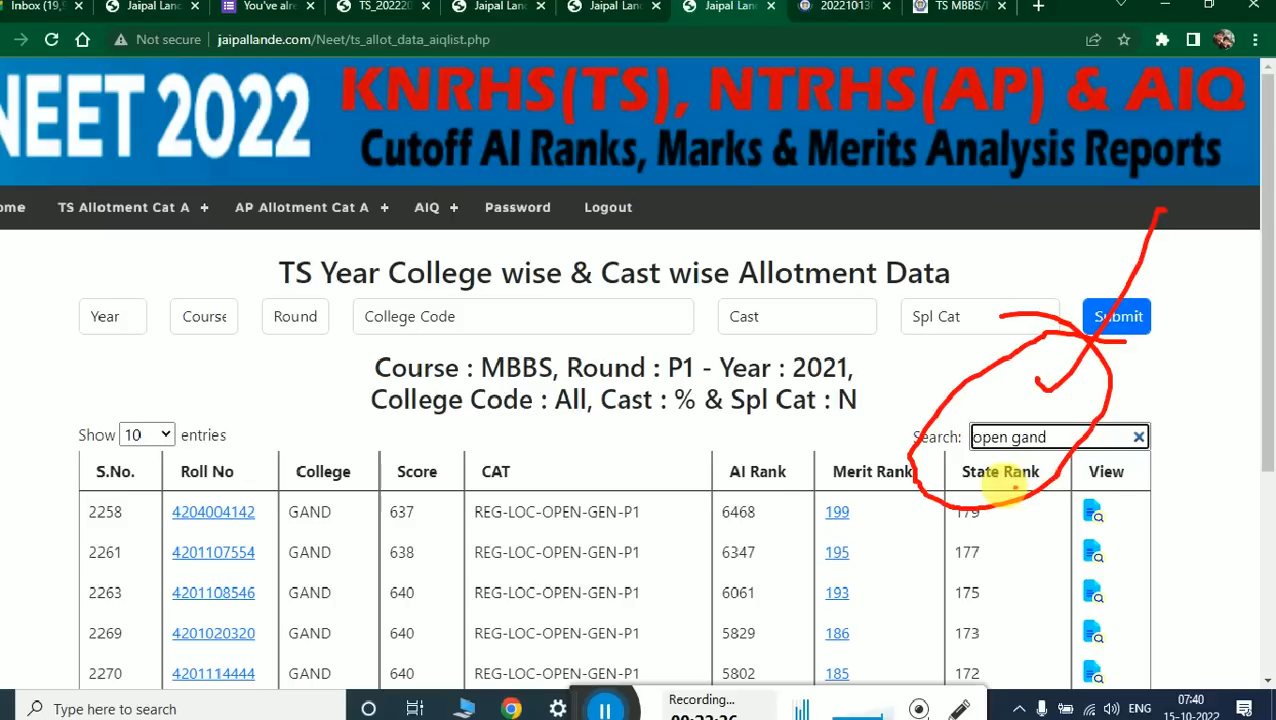 Inbox (19,9
Jaipal Land
You've alre
TS_20220
Jaipal Land
Jaipal Land
Jaipal Land
20221013
TS MBBS/
Not secure | jaipallande.com/Neet/ts_allot_data_aiqlist.php
NEET 2022
KNRHS(TS), NTRHS(AP) & AIQ
Cutoff AI Ranks, Marks & Merits Analysis Reports
ome TS Allotment Cat A + AP Allotment Cat A + AIQ + Password Logout
TS Year College wise & Cast wise Allotment Data
Year Course Round College Code Cast Spl Cat Submit
Course : MBBS, Round : P1 - Year : 2021,
College Code : All, Cast : % & Spl Cat : N
Show 10 entries Search: open gand
S.No. Roll No College Score CAT AI Rank Merit Rank State Rank View
2258 4204004142 GAND 637 REG-LOC-OPEN-GEN-P1 6468 199 179
2261 4201107554 GAND 638 REG-LOC-OPEN-GEN-P1 6347 195 177
2263 4201108546 GAND 640 REG-LOC-OPEN-GEN-P1 6061 193 175
2269 4201020320 GAND 640 REG-LOC-OPEN-GEN-P1 5829 186 173
2270 4201114444 GAND 640 REG-LOC-OPEN-GEN-P1 5802 185 172
Type here to search
Recording...
00:22:26
ENG
07:40
15-10-2022